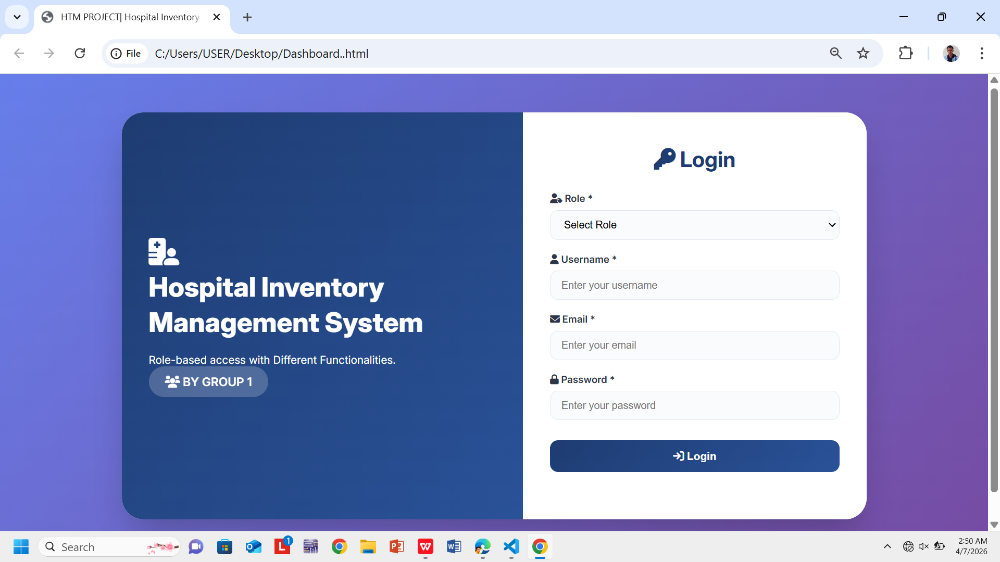 HTM PROJECT| Hospital Inventory
File
C:/Users/USER/Desktop/Dashboard..html
Hospital Inventory
Management System
Role-based access with Different Functionalities.
BY GROUP 1
Login
Role *
Select Role
Username *
Enter your username
Email *
Enter your email
Password *
Enter your password
Login
Search
1
2:50 AM
4/7/2026